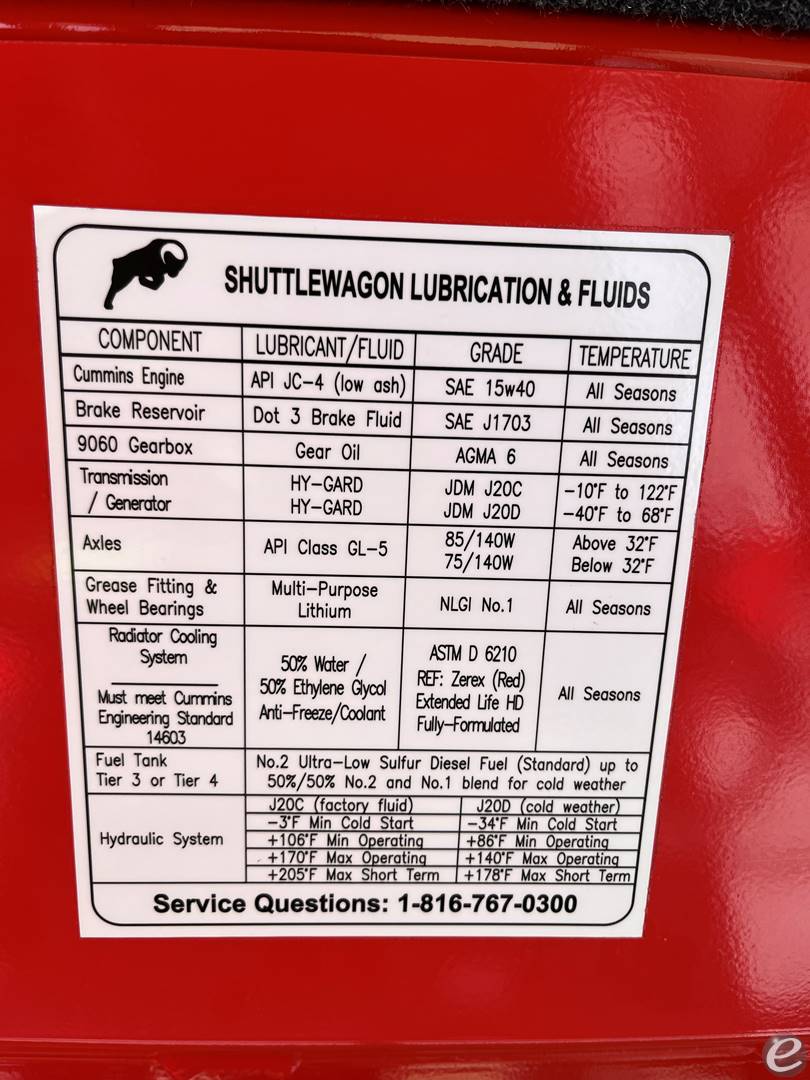 SHUTTLEWAGON LUBRICATION & FLUIDS
COMPONENT LUBRICANT/FLUID GRADE TEMPERATURE
Cummins Engine API JC-4 (low ash) SAE 15w40 All Seasons
Brake Reservoir Dot 3 Brake Fluid SAE J1703 All Seasons
9060 Gearbox Gear Oil AGMA 6 All Seasons
Transmission HY-GARD JDM J20C -10°F to 122°F
/ Generator HY-GARD JDM J20D -40°F to 68°F
Axles API Class GL-5 85/140W Above 32°F
75/140W Below 32°F
Grease Fitting & Multi-Purpose NLGI No.1 All Seasons
Wheel Bearings Lithium
Radiator Cooling
System
Must meet Cummins
Engineering Standard
14603
50% Water /
50% Ethylene Glycol
Anti-Freeze/Coolant
ASTM D 6210
REF: Zerex (Red)
Extended Life HD
Fully-Formulated
All Seasons
Fuel Tank No.2 Ultra-Low Sulfur Diesel Fuel (Standard) up to
Tier 3 or Tier 4 50%/50% No.2 and No.1 blend for cold weather
Hydraulic System
J20C (factory fluid) J20D (cold weather)
-3°F Min Cold Start -34°F Min Cold Start
+106°F Min Operating +86°F Min Operating
+170°F Max Operating +140°F Max Operating
+205°F Max Short Term +178°F Max Short Term
Service Questions: 1-816-767-0300
e